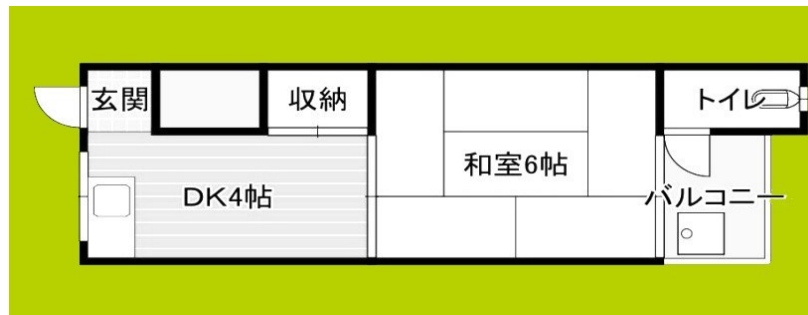 玄関
収納
トイレ
和室6帖
DK4帖
バルコニー